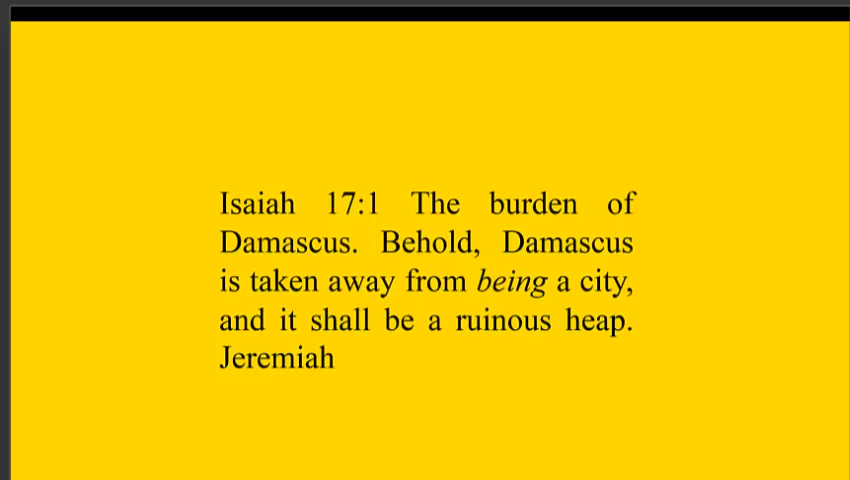 Isaiah 17:1 The burden of
Damascus. Behold, Damascus
is taken away from being a city,
and it shall be a ruinous heap.
Jeremiah